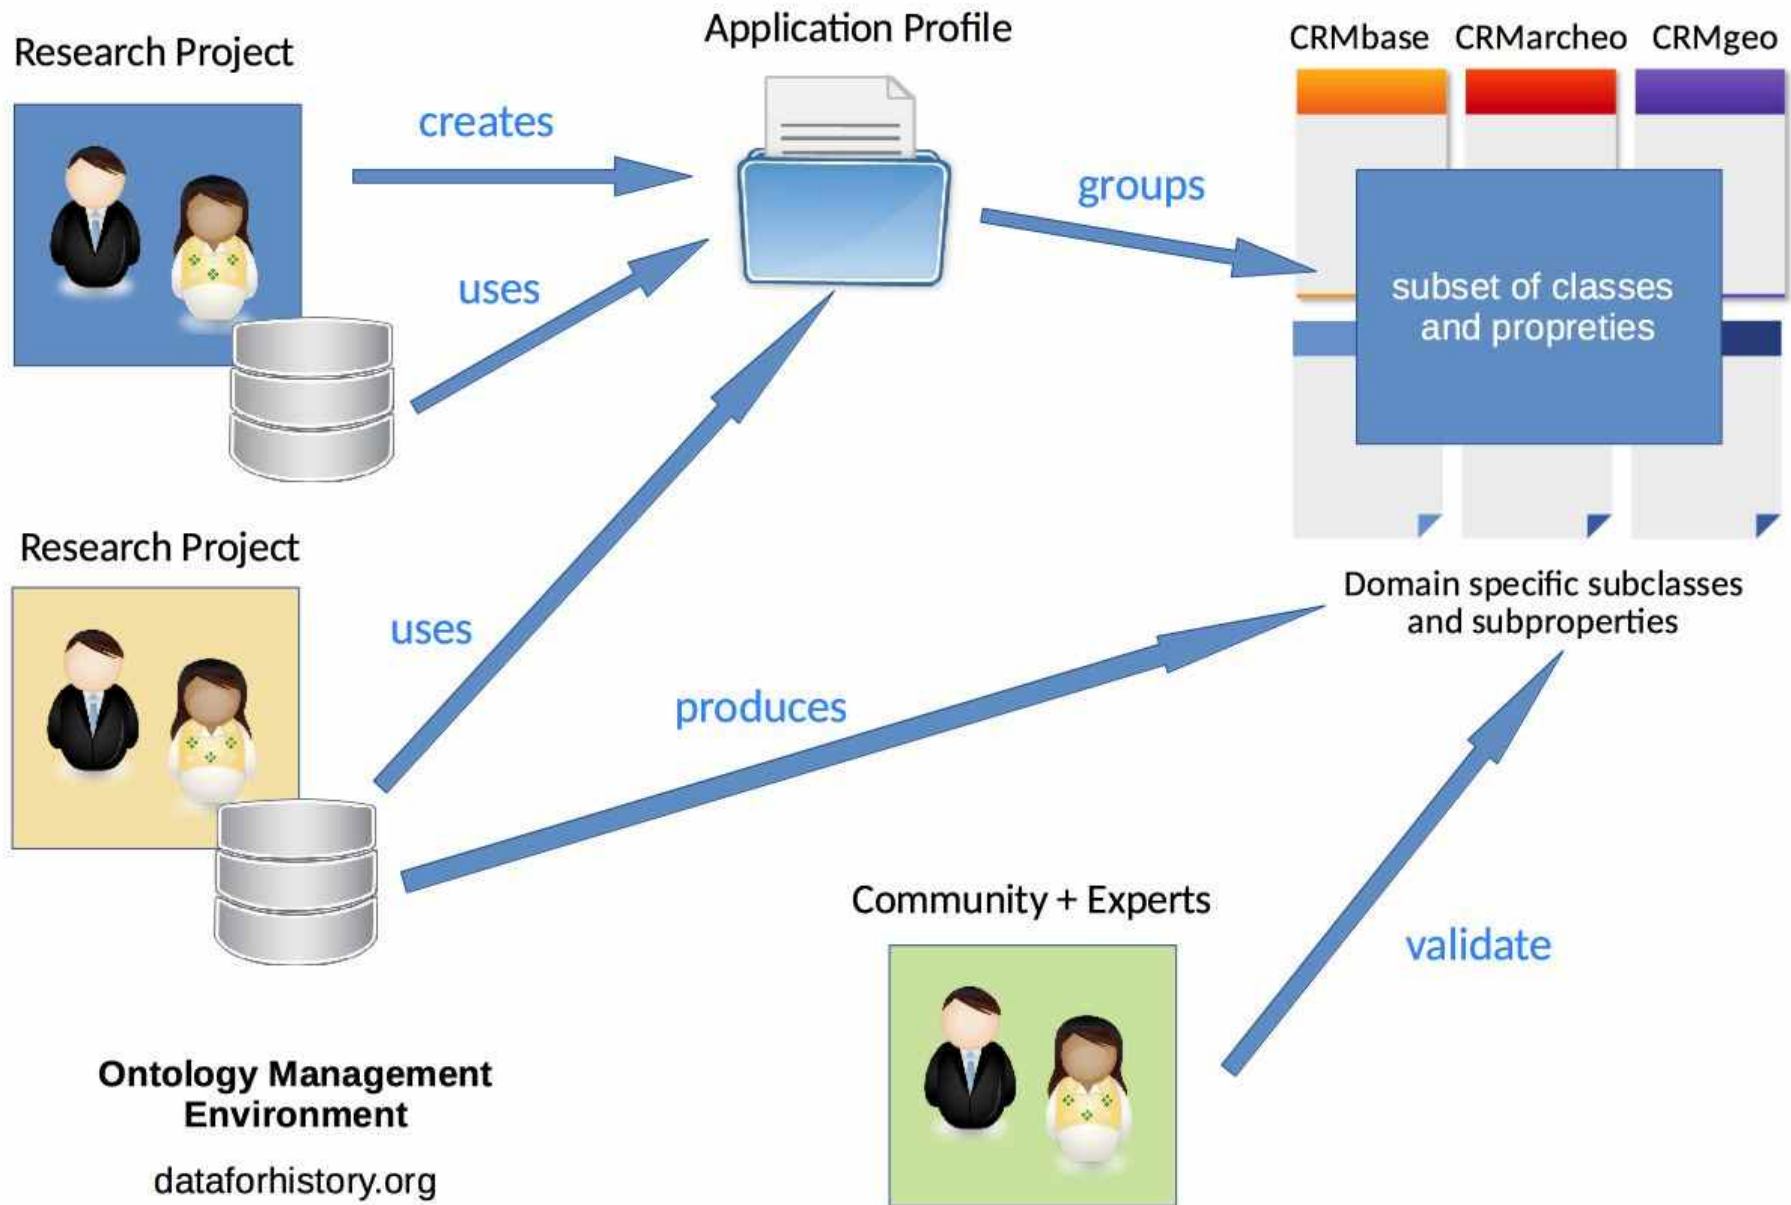 Research Project
Application Profile
CRMbase
CRMarcheo
CRMgeo
creates
uses
groups
subset of classes
and propreties
Research Project
uses
produces
Domain specific subclasses
and subproperties
Community + Experts
validate
Ontology Management
Environment
dataforhistory.org